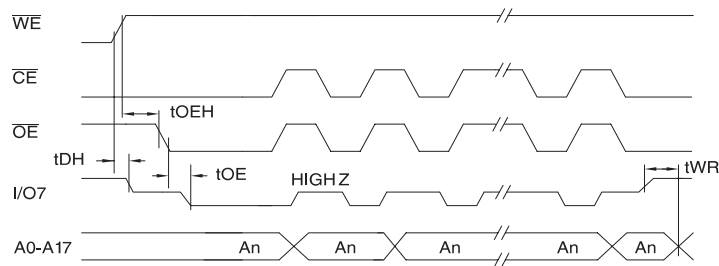 WE
CE
tOEH
OE
tDH
tOE
tWR
I/O7
HIGH Z
A0-A17
An An An An An